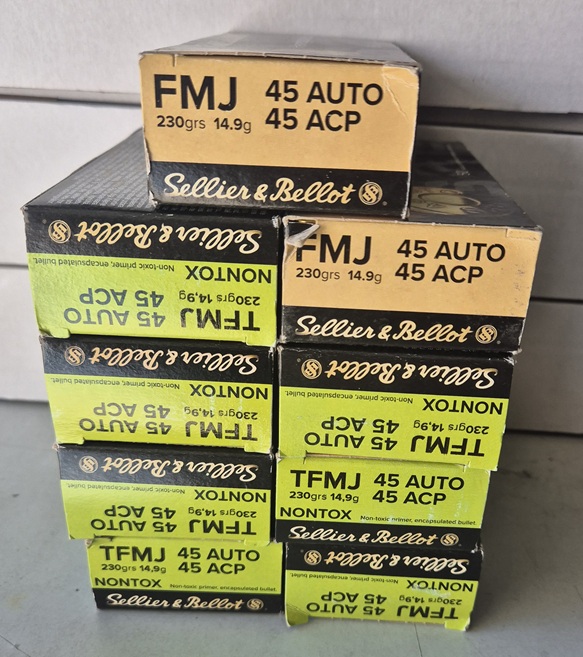 FMJ 45 AUTO
230grs 14.9g 45 ACP
Sellier & Bellot
Sellier & Bellot
Non-toxic primer, encapsulated bullet.
NONTOX
230grs 14,9g 45 ACP
TFMJ 45 AUTO
FMJ 45 AUTO
230grs 14.9g 45 ACP
Sellier & Bellot
Sellier & Bellot
Non-toxic primer, encapsulated bullet.
NONTOX
230grs 14,9g 45 ACP
TFMJ 45 AUTO
Sellier & Bellot
Non-toxic primer, encapsulated bullet.
NONTOX
230grs 14,9g 45 ACP
TFMJ 45 AUTO
Sellier & Bellot
Non-toxic primer, encapsulated bullet.
NONTOX
230grs 14,9g 45 ACP
TFMJ 45 AUTO
TFMJ 45 AUTO
230grs 14,9g 45 ACP
NONTOX Non-toxic primer, encapsulated bullet.
Sellier & Bellot
TFMJ 45 AUTO
230grs 14,9g 45 ACP
NONTOX Non-toxic primer, encapsulated bullet.
Sellier & Bellot
Sellier & Bellot
Non-toxic primer, encapsulated bullet.
NONTOX
230grs 14,9g 45 ACP
TFMJ 45 AUTO